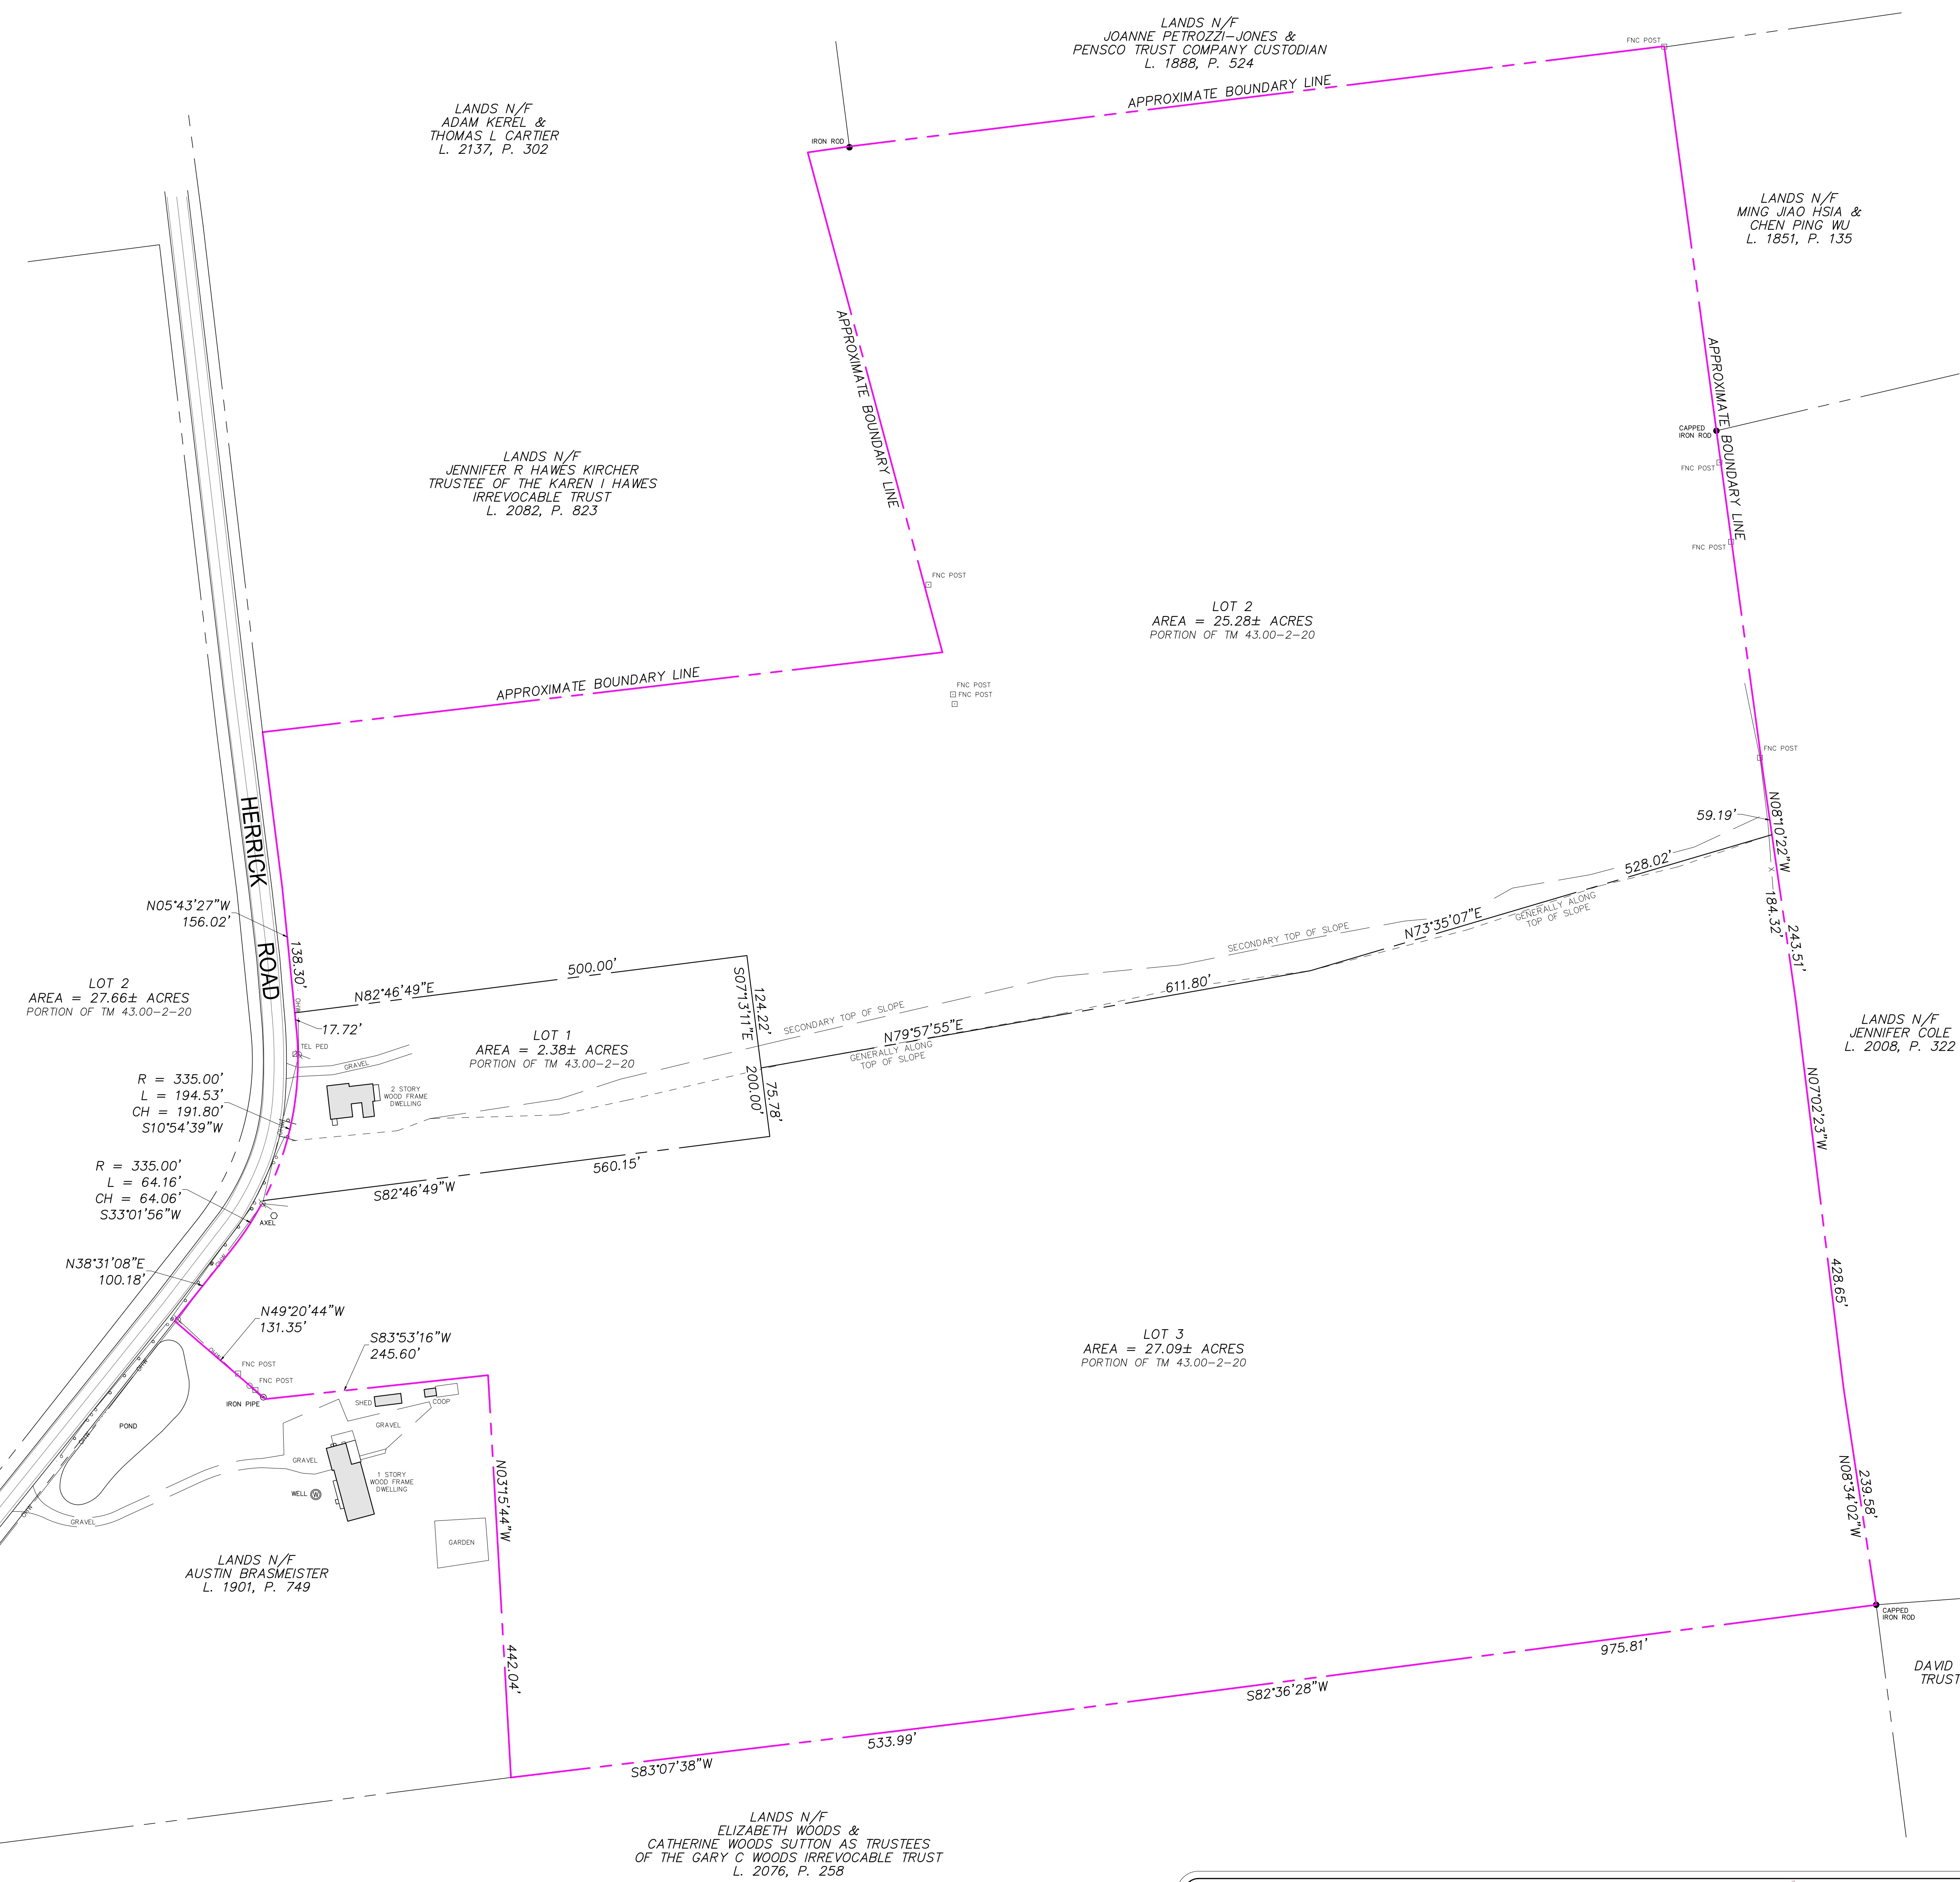 LANDS N/F
JOANNE PETROZZI-JONES &
PENSCO TRUST COMPANY CUSTODIAN
L. 1888, P. 524
FNC POST
APPROXIMATE BOUNDARY LINE
LANDS N/F
ADAM KEREL &
THOMAS L CARTIER
L. 2137, P. 302
IRON ROD
LANDS N/F
MING JIAO HSIA &
CHEN PING WU
L. 1851, P. 135
APPROXIMATE BOUNDARY LINE
APPROXIMATE BOUNDARY LINE
CAPPED
IRON ROD
FNC POST
FNC POST
LANDS N/F
JENNIFER R HAWES KIRCHER
TRUSTEE OF THE KAREN I HAWES
IRREVOCABLE TRUST
L. 2082, P. 823
FNC POST
LOT 2
AREA = 25.28± ACRES
PORTION OF TM 43.00-2-20
APPROXIMATE BOUNDARY LINE
FNC POST
FNC POST
FNC POST
HERRICK
ROAD
59.19'
N08°10'22"W
184.32'
243.51'
X
N05°43'27"W
156.02'
138.30'
OHW
LOT 2
AREA = 27.66± ACRES
PORTION OF TM 43.00-2-20
N82°46'49"E
500.00'
S07°13'11"E
124.22'
17.72'
TEL PED
GRAVEL
LOT 1
AREA = 2.38± ACRES
PORTION OF TM 43.00-2-20
2 STORY
WOOD FRAME
DWELLING
SECONDARY TOP OF SLOPE
SECONDARY TOP OF SLOPE
528.02'
N73°35'07"E
GENERALLY ALONG
TOP OF SLOPE
611.80'
N79°57'55"E
GENERALLY ALONG
TOP OF SLOPE
200.00'
75.78'
R = 335.00'
L = 194.53'
CH = 191.80'
S10°54'39"W
R = 335.00'
L = 64.16'
CH = 64.06'
S33°01'56"W
560.15'
S82°46'49"W
AXEL
OHW
N38°31'08"E
100.18'
LANDS N/F
JENNIFER COLE
L. 2008, P. 322
N07°02'23"W
428.65'
N49°20'44"W
131.35'
OHW
FNC POST
FNC POST
IRON PIPE
S83°53'16"W
245.60'
LOT 3
AREA = 27.09± ACRES
PORTION OF TM 43.00-2-20
SHED
COOP
GRAVEL
GRAVEL
POND
OHW
OHW
OHW
GRAVEL
WELL
W
1 STORY
WOOD FRAME
DWELLING
GARDEN
N03°15'44"W
442.04'
N08°34'02"W
239.58'
LANDS N/F
AUSTIN BRASMEISTER
L. 1901, P. 749
CAPPED
IRON ROD
975.81'
S82°36'28"W
DAVID
TRUST
533.99'
S83°07'38"W
LANDS N/F
ELIZABETH WOODS &
CATHERINE WOODS SUTTON AS TRUSTEES
OF THE GARY C WOODS IRREVOCABLE TRUST
L. 2076, P. 258